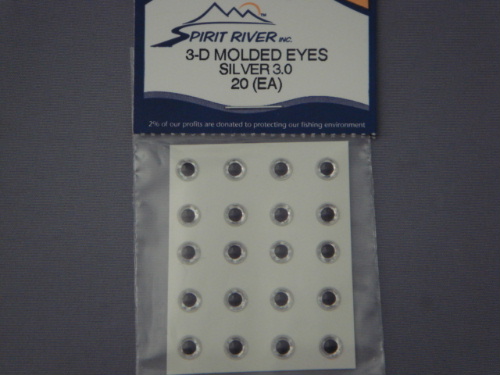 SPIRIT RIVER INC.
3-D MOLDED EYES
SILVER 3.0
20 (EA)
2% of our profits are donated to protecting our fishing environment